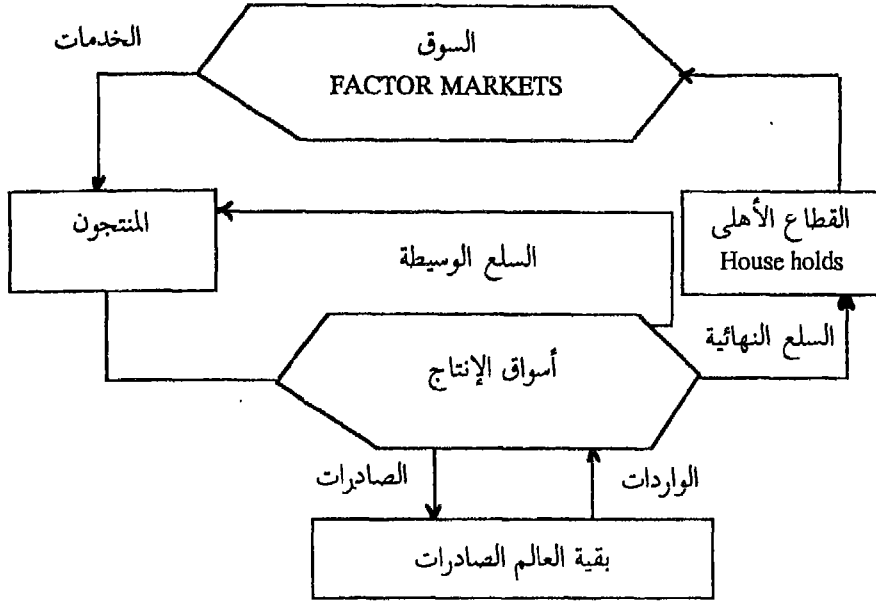 الخدمات
السوق
FACTOR MARKETS
المنتجون
القطاع الأهلى
House holds
السلع الوسيطة
السلع النهائية
أسواق الإنتاج
الصادرات
الواردات
بقية العالم الصادرات